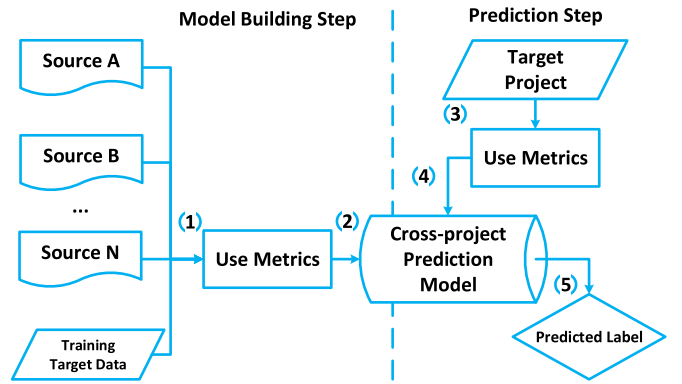 Model Building Step
Prediction Step
Source A
Target
Project
(3)
Source B
Use Metrics
(4)
...
(1)
(2)
Source N
Use Metrics
Cross-project
Prediction
Model
(5)
Training
Target Data
Predicted Label